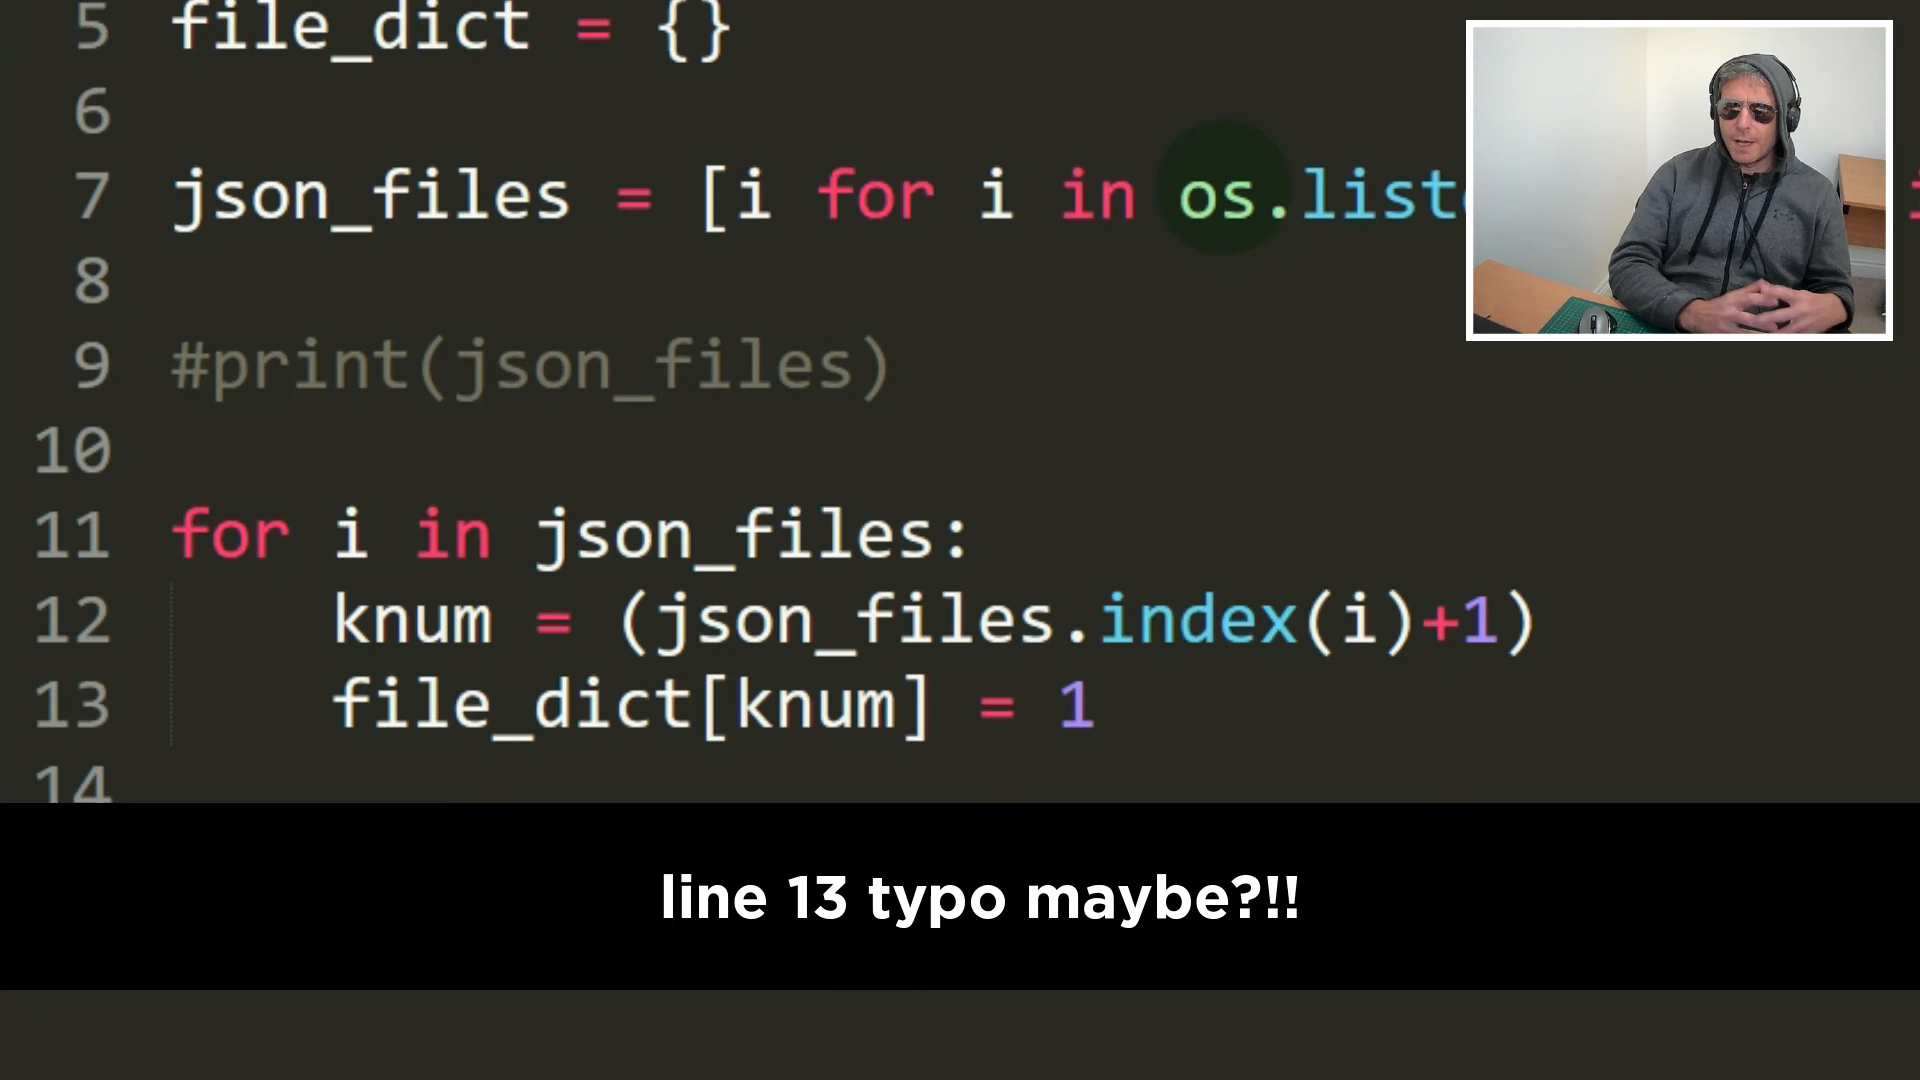 5 file_dict = {}
6
7 json_files = [i for i in os.list
8
9 #print(json_files)
10
11 for i in json_files:
12 knum = (json_files.index(i)+1)
13 file_dict[knum] = 1
14
line 13 typo maybe?!!